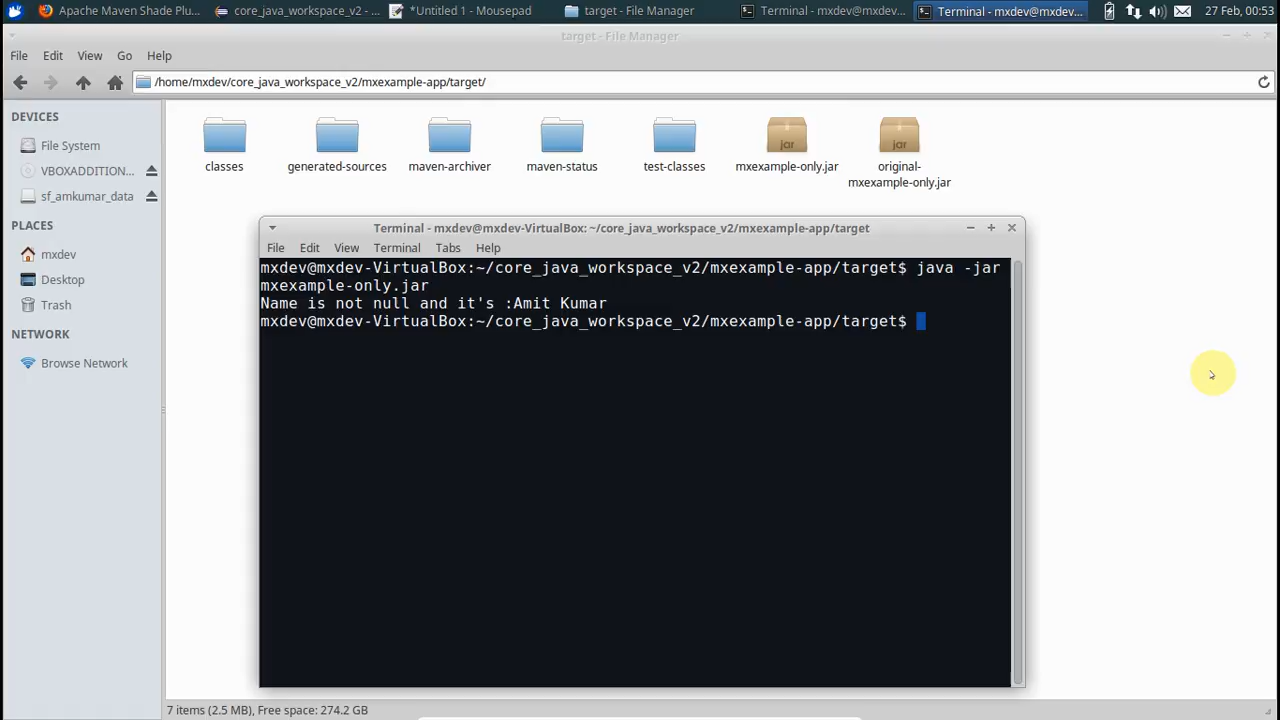 Apache Maven Shade Plu...
core_java_workspace_v2 - ...
*Untitled 1 - Mousepad
target - File Manager
Terminal - mxdev@mxdev...
Terminal - mxdev@mxdev...
27 Feb, 00:53
target - File Manager
File Edit View Go Help
/home/mxdev/core_java_workspace_v2/mxexample-app/target/
DEVICES
File System
VBOXADDITION...
sf_amkumar_data
PLACES
mxdev
Desktop
Trash
NETWORK
Browse Network
classes
generated-sources
maven-archiver
maven-status
test-classes
jar
mxexample-only.jar
jar
original-
mxexample-only.jar
Terminal - mxdev@mxdev-VirtualBox: ~/core_java_workspace_v2/mxexample-app/target
File Edit View Terminal Tabs Help
mxdev@mxdev-VirtualBox:~/core_java_workspace_v2/mxexample-app/target$ java -jar
mxexample-only.jar
Name is not null and it's :Amit Kumar
mxdev@mxdev-VirtualBox:~/core_java_workspace_v2/mxexample-app/target$
7 items (2.5 MB), Free space: 274.2 GB